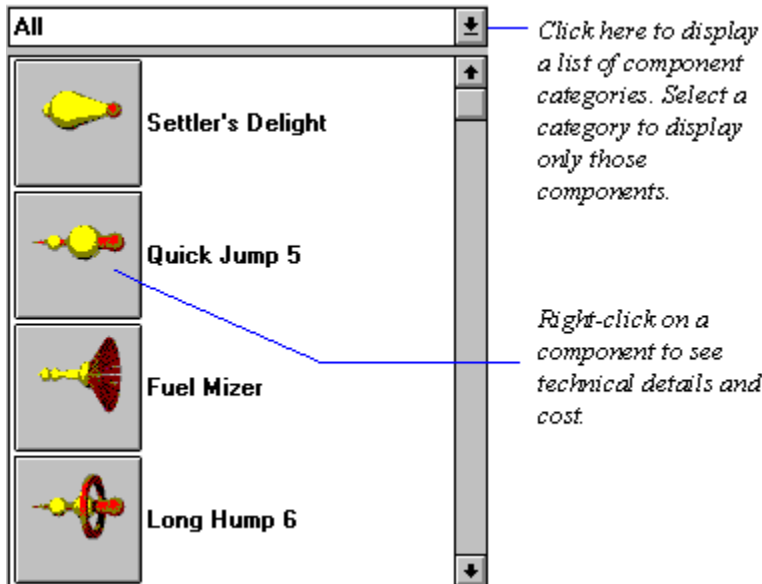 All
Click here to display
a list of component
categories. Select a
category to display
only those
components.
Settler's Delight
Quick Jump 5
Right-click on a
component to see
technical details and
cost.
Fuel Mizer
Long Hump 6